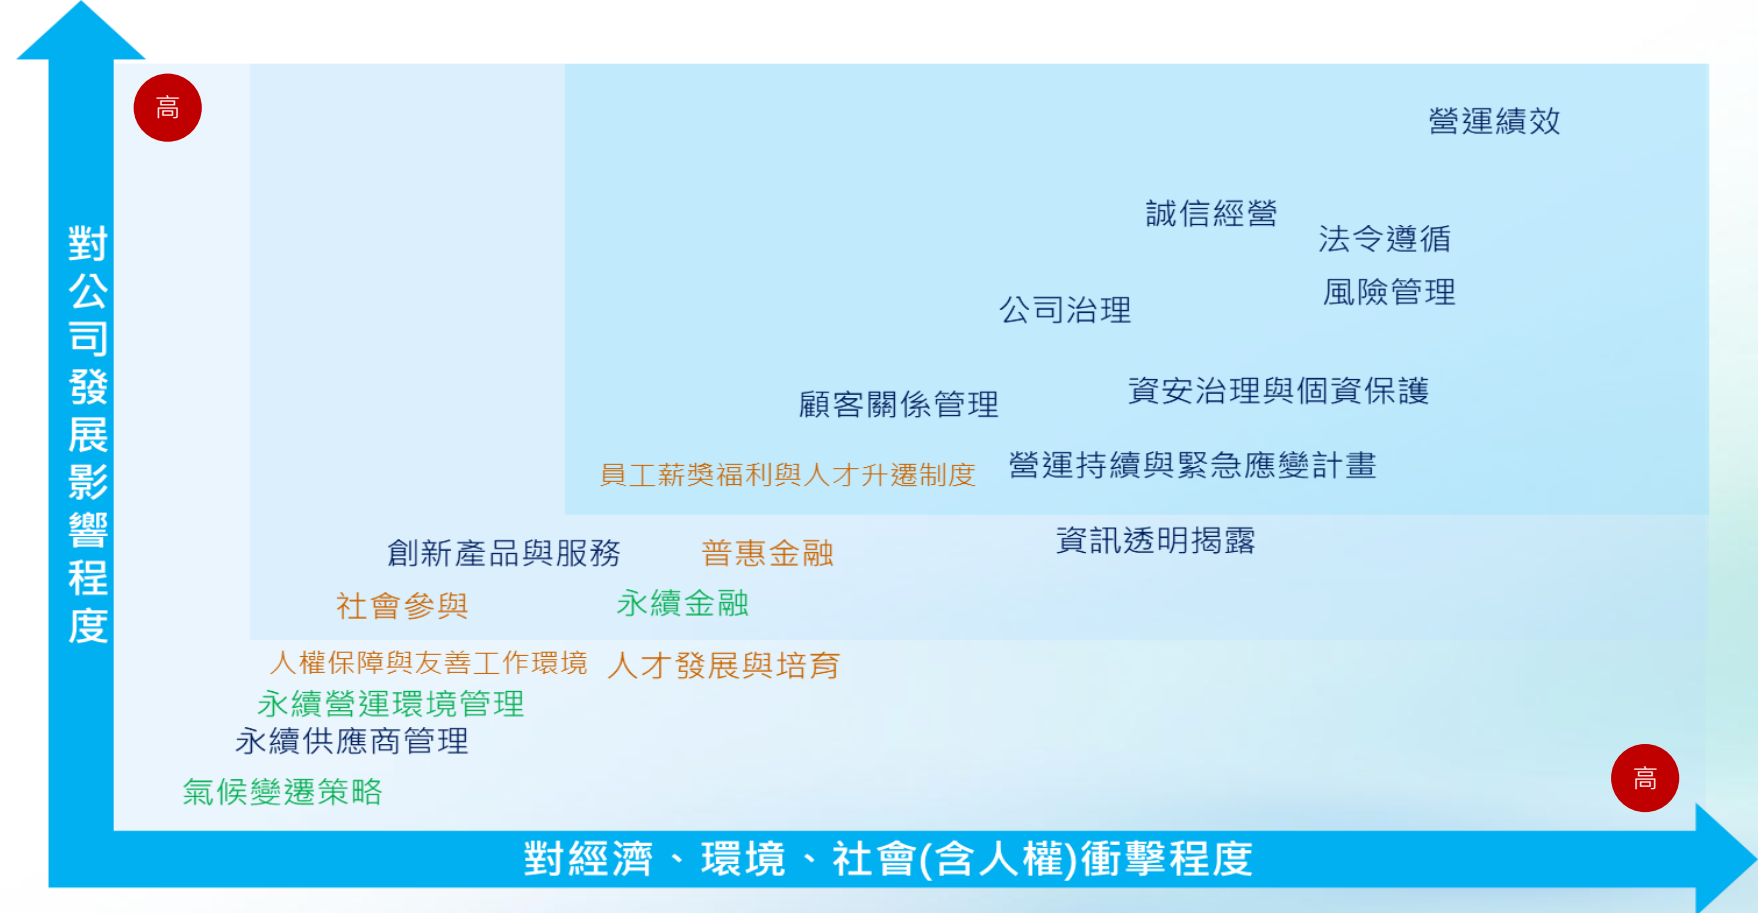 高
營運績效
誠信經營
法令遵循
風險管理
公司治理
資安治理與個資保護
顧客關係管理
營運持續與緊急應變計畫
員工薪獎福利與人才升遷制度
資訊透明揭露
創新產品與服務
普惠金融
社會參與
永續金融
人權保障與友善工作環境
人才發展與培育
永續營運環境管理
永續供應商管理
氣候變遷策略
高
對公司發展影響程度
對經濟、環境、社會(含人權)衝擊程度